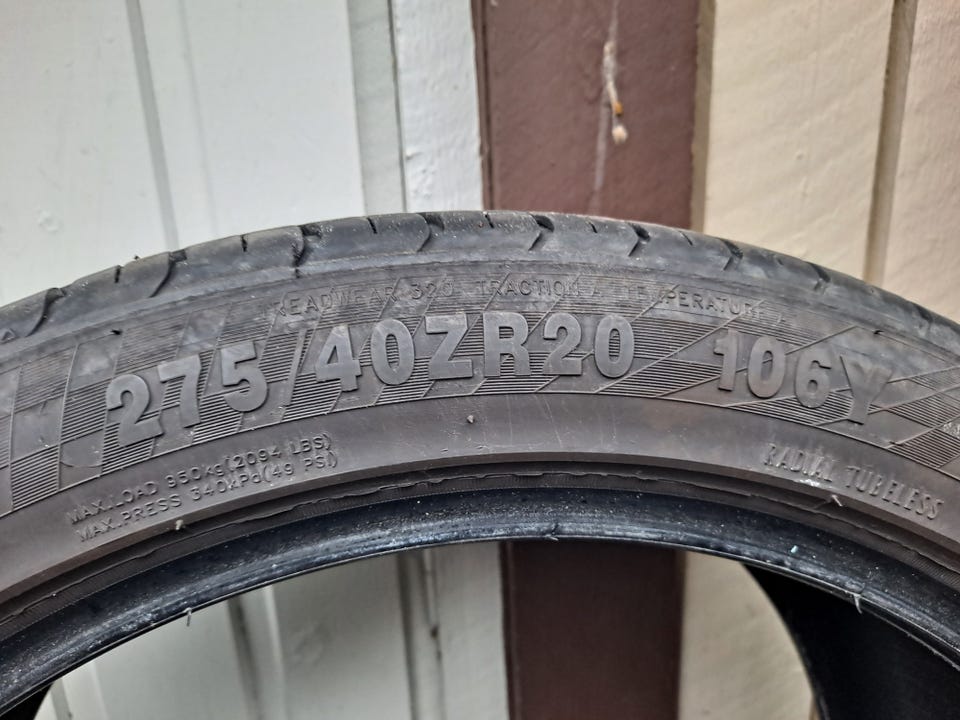 TREADWEAR 320 TRACTION A TEMPERATURE A
275/40ZR20 106Y
MAX.LOAD 950KG(2094 LBS)
MAX.PRESS 340KPa(49 PSI)
RADIAL TUBELESS